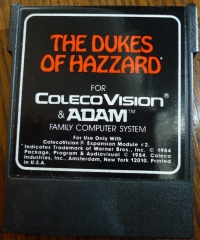 THE DUKES
OF HAZZARD
FOR
COLECOVISION®
& ADAM™
FAMILY COMPUTER SYSTEM
For Use Only With
ColecoVision® Expansion Module #2.
*Indicates Trademark of Warner Bros., Inc. © 1984
Package, Program & Audiovisual © 1984. Coleco
Industries, Inc., Amsterdam, New York 12010. Printed
in U.S.A.